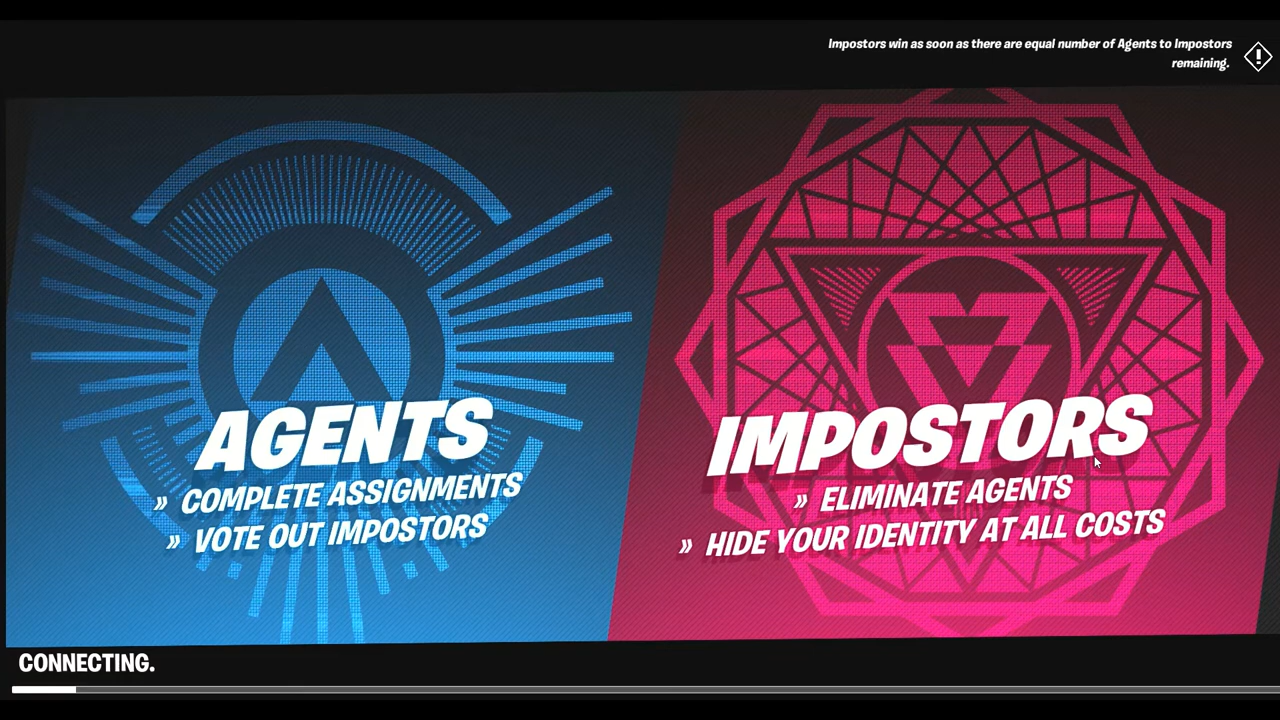 Impostors win as soon as there are equal number of Agents to Impostors
remaining.
AGENTS
» COMPLETE ASSIGNMENTS
» VOTE OUT IMPOSTORS
IMPOSTORS
» ELIMINATE AGENTS
» HIDE YOUR IDENTITY AT ALL COSTS
CONNECTING.